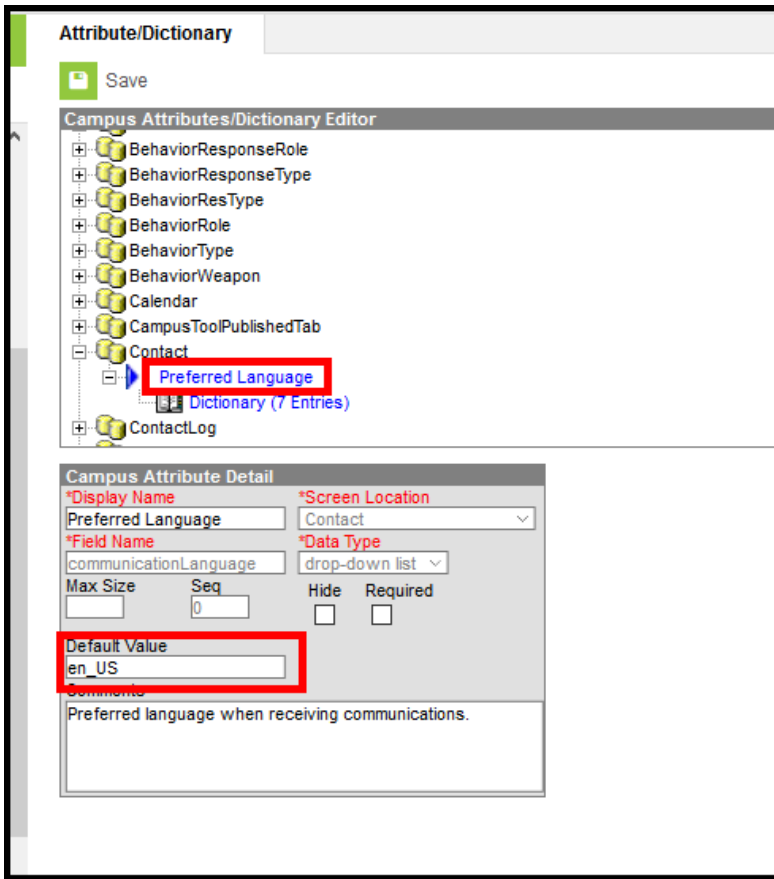 Attribute/Dictionary
Save
Campus Attributes/Dictionary Editor
BehaviorResponseRole
BehaviorResponseType
BehaviorResType
BehaviorRole
BehaviorType
BehaviorWeapon
Calendar
CampusToolPublishedTab
Contact
Preferred Language
Dictionary (7 Entries)
ContactLog
Campus Attribute Detail
*Display Name *Screen Location
Preferred Language Contact
*Field Name *Data Type
communicationLanguage drop-down list
Max Size Seq Hide Required
0
Default Value
en_US
Comments
Preferred language when receiving communications.